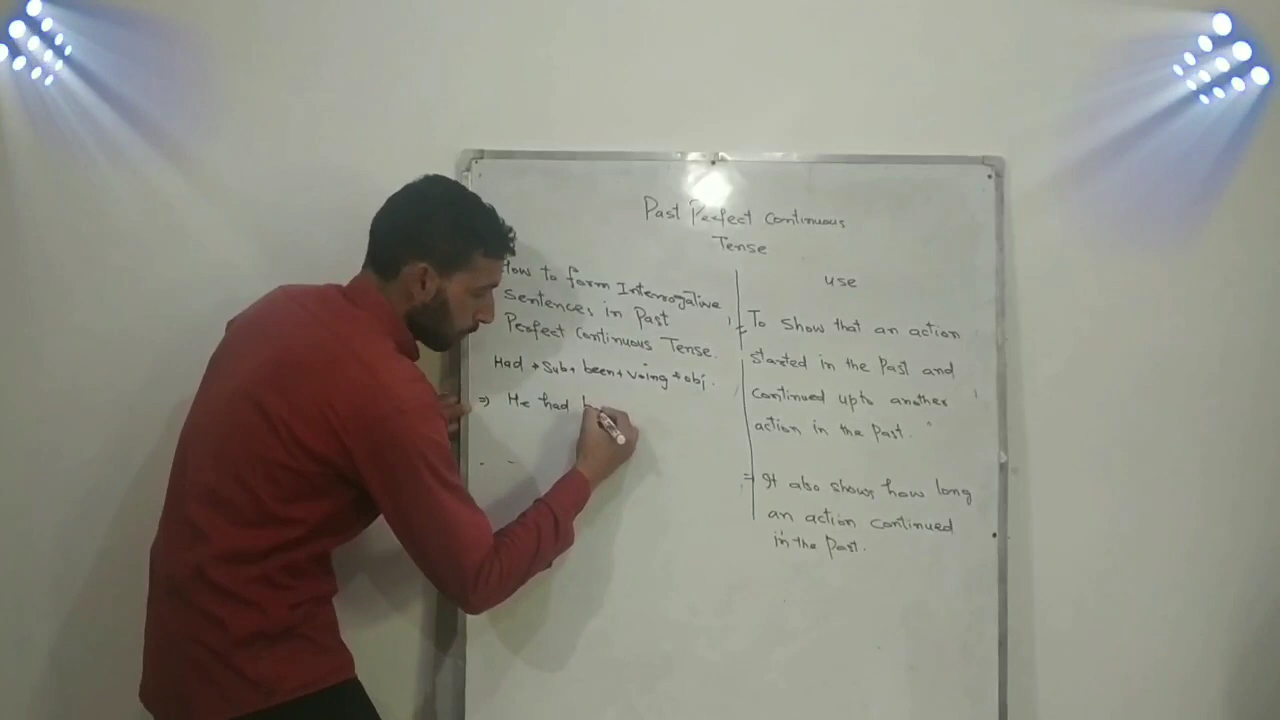 Past Perfect Continuous
Tense
How to form Interrogative
Sentences in Past
Perfect Continuous Tense.
Had + Sub + been + Ving + obj.
⇒ He had b
use
1 To show that an action
started in the Past and
continued upto another
action in the Past.
⇒ It also shows how long
an action continued
in the Past.